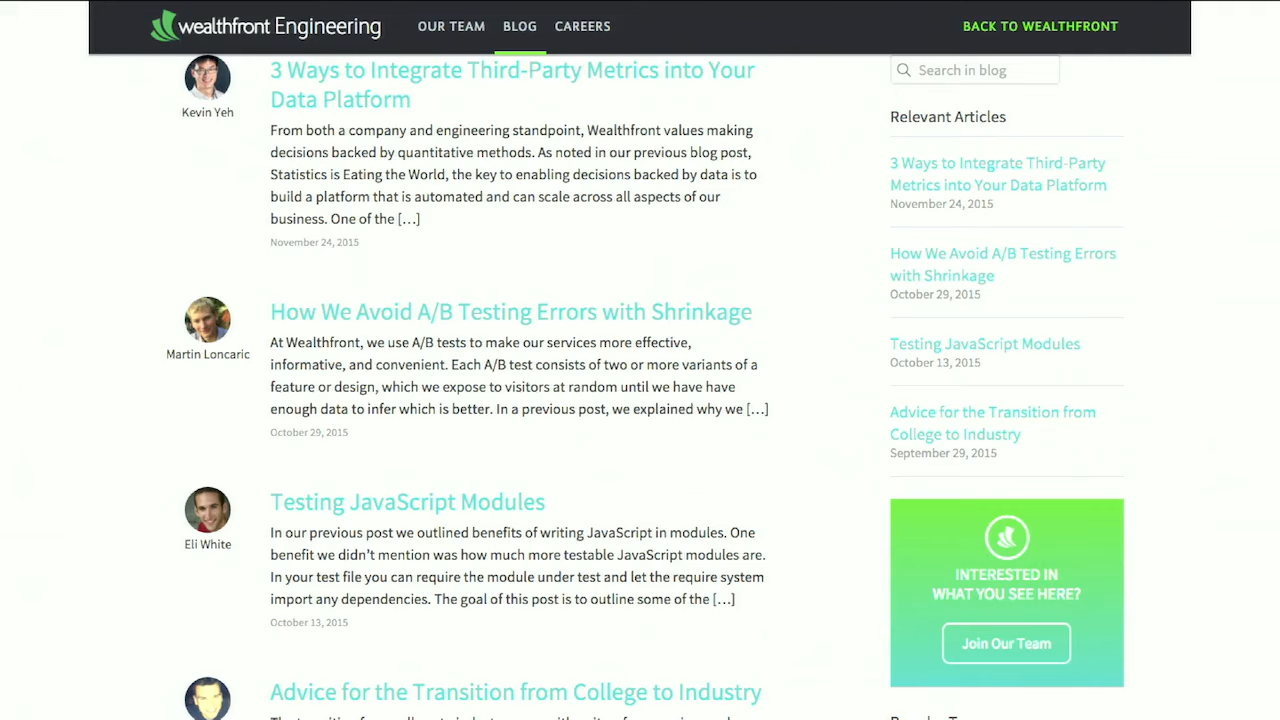 wealthfront Engineering
OUR TEAM
BLOG
CAREERS
BACK TO WEALTHFRONT
Kevin Yeh
3 Ways to Integrate Third-Party Metrics into Your
Data Platform
From both a company and engineering standpoint, Wealthfront values making
decisions backed by quantitative methods. As noted in our previous blog post,
Statistics is Eating the World, the key to enabling decisions backed by data is to
build a platform that is automated and can scale across all aspects of our
business. One of the […]
November 24, 2015
Martin Loncaric
How We Avoid A/B Testing Errors with Shrinkage
At Wealthfront, we use A/B tests to make our services more effective,
informative, and convenient. Each A/B test consists of two or more variants of a
feature or design, which we expose to visitors at random until we have have
enough data to infer which is better. In a previous post, we explained why we […]
October 29, 2015
Eli White
Testing JavaScript Modules
In our previous post we outlined benefits of writing JavaScript in modules. One
benefit we didn’t mention was how much more testable JavaScript modules are.
In your test file you can require the module under test and let the require system
import any dependencies. The goal of this post is to outline some of the […]
October 13, 2015
Advice for the Transition from College to Industry
Search in blog
Relevant Articles
3 Ways to Integrate Third-Party
Metrics into Your Data Platform
November 24, 2015
How We Avoid A/B Testing Errors
with Shrinkage
October 29, 2015
Testing JavaScript Modules
October 13, 2015
Advice for the Transition from
College to Industry
September 29, 2015
INTERESTED IN
WHAT YOU SEE HERE?
Join Our Team